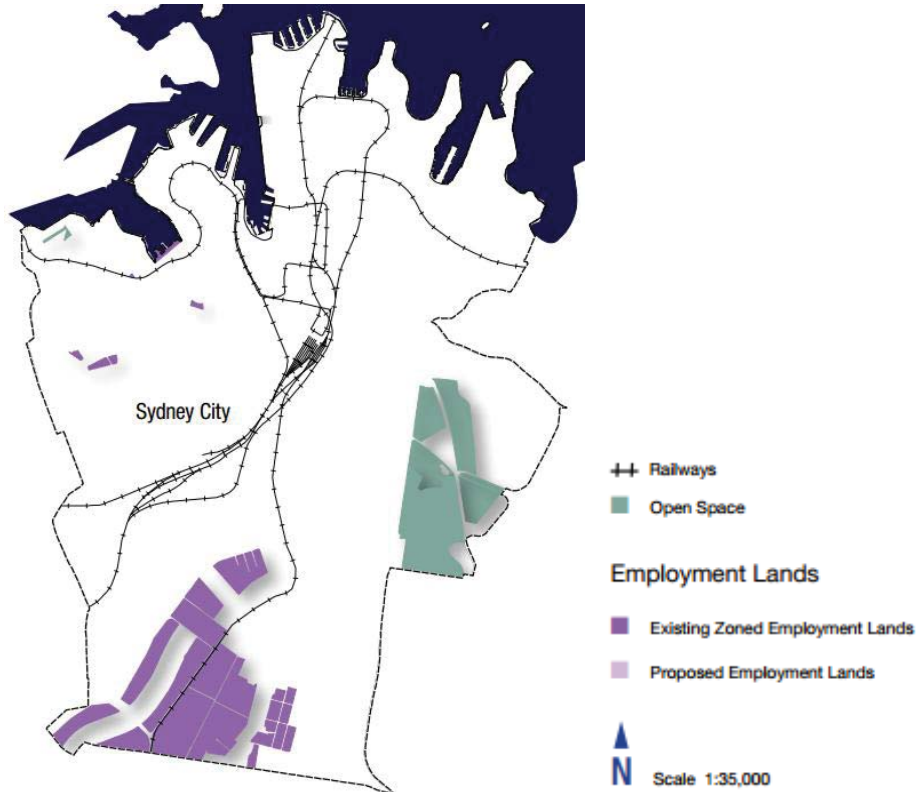 Sydney City
Railways
Open Space
Employment Lands
Existing Zoned Employment Lands
Proposed Employment Lands
N Scale 1:35,000